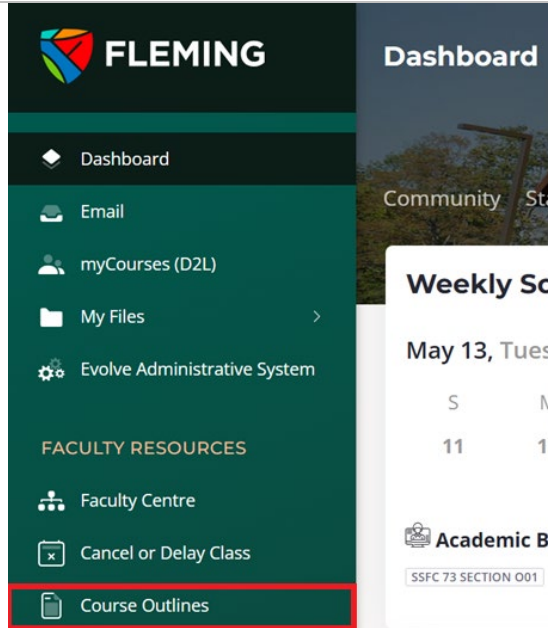 FLEMING
Dashboard
Dashboard
Email
myCourses (D2L)
My Files
Evolve Administrative System
FACULTY RESOURCES
Faculty Centre
Cancel or Delay Class
Course Outlines
Community
Weekly
May 13,
S
11
Academic
SSFC 73 SECTION O01